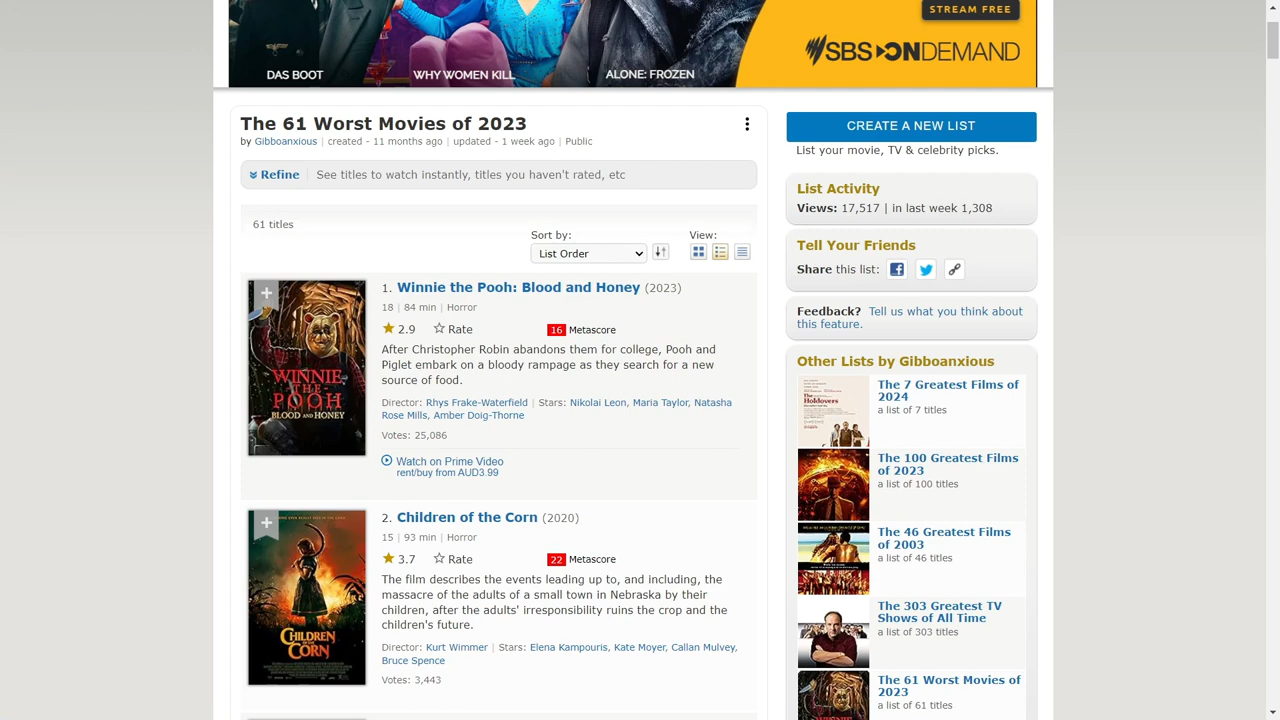 STREAM FREE
SBS ON DEMAND
DAS BOOT
WHY WOMEN KILL
ALONE: FROZEN
The 61 Worst Movies of 2023
by Gibboanxious | created - 11 months ago | updated - 1 week ago | Public
Refine
See titles to watch instantly, titles you haven't rated, etc
61 titles
Sort by:
View:
List Order
1. Winnie the Pooh: Blood and Honey (2023)
18 | 84 min | Horror
2.9
Rate
16 Metascore
After Christopher Robin abandons them for college, Pooh and
Piglet embark on a bloody rampage as they search for a new
source of food.
Director: Rhys Frake-Waterfield | Stars: Nikolai Leon, Maria Taylor, Natasha
Rose Mills, Amber Doig-Thorne
Votes: 25,086
Watch on Prime Video
rent/buy from AUD3.99
WINNIE
THE
POOH
BLOOD AND HONEY
2. Children of the Corn (2020)
15 | 93 min | Horror
3.7
Rate
22 Metascore
The film describes the events leading up to, and including, the
massacre of the adults of a small town in Nebraska by their
children, after the adults' irresponsibility ruins the crop and the
children's future.
Director: Kurt Wimmer | Stars: Elena Kampouris, Kate Moyer, Callan Mulvey,
Bruce Spence
Votes: 3,443
CHILDREN
OF THE
CORN
CREATE A NEW LIST
List your movie, TV & celebrity picks.
List Activity
Views: 17,517 | in last week 1,308
Tell Your Friends
Share this list:
Feedback? Tell us what you think about
this feature.
Other Lists by Gibboanxious
The Holdovers
The 7 Greatest Films of
2024
a list of 7 titles
The 100 Greatest Films
of 2023
a list of 100 titles
The 46 Greatest Films
of 2003
a list of 46 titles
The 303 Greatest TV
Shows of All Time
a list of 303 titles
The 61 Worst Movies of
2023
a list of 61 titles